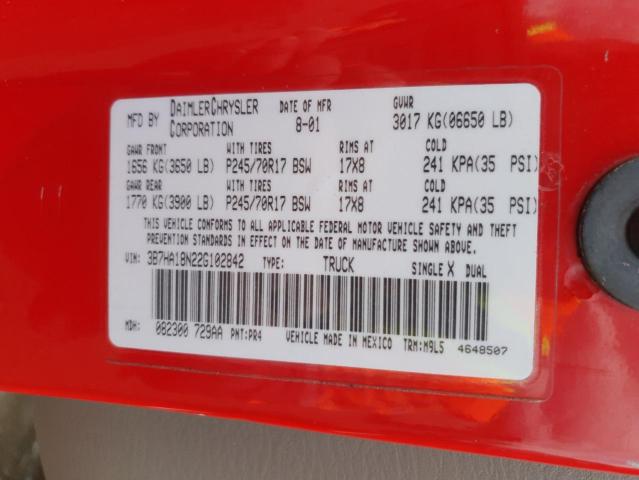 MFD BY DAIMLERCHRYSLER CORPORATION DATE OF MFR 8-01 GVWR 3017 KG(06650 LB)
GAWR FRONT WITH TIRES RIMS AT COLD
1656 KG(3650 LB) P245/70R17 BSW 17X8 241 KPA(35 PSI)
GAWR REAR WITH TIRES RIMS AT COLD
1770 KG(3900 LB) P245/70R17 BSW 17X8 241 KPA(35 PSI)
THIS VEHICLE CONFORMS TO ALL APPLICABLE FEDERAL MOTOR VEHICLE SAFETY AND THEFT
PREVENTION STANDARDS IN EFFECT ON THE DATE OF MANUFACTURE SHOWN ABOVE.
VIN: 3B7HA18N22G102842 TYPE: TRUCK SINGLE X DUAL
MDH: 082300 729AA PNT:PR4 VEHICLE MADE IN MEXICO TRM:M9L5 4648507